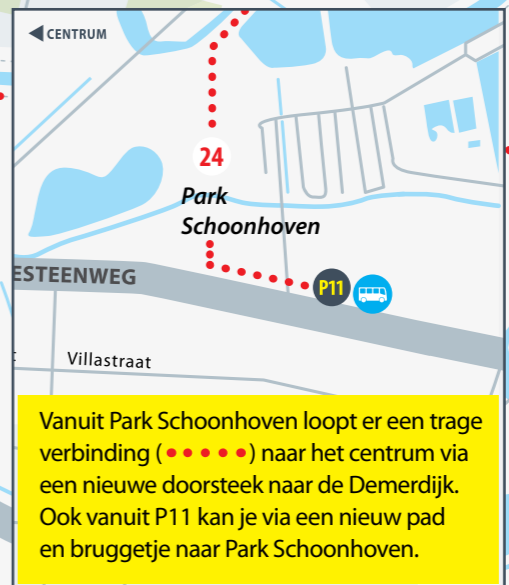 CENTRUM
24
Park
Schoonhoven
ESTEENWEG
P11
Villastraat
Vanuit Park Schoonhoven loopt er een trage
verbinding (•••••) naar het centrum via
een nieuwe doorsteek naar de Demerdijk.
Ook vanuit P11 kan je via een nieuw pad
en bruggetje naar Park Schoonhoven.